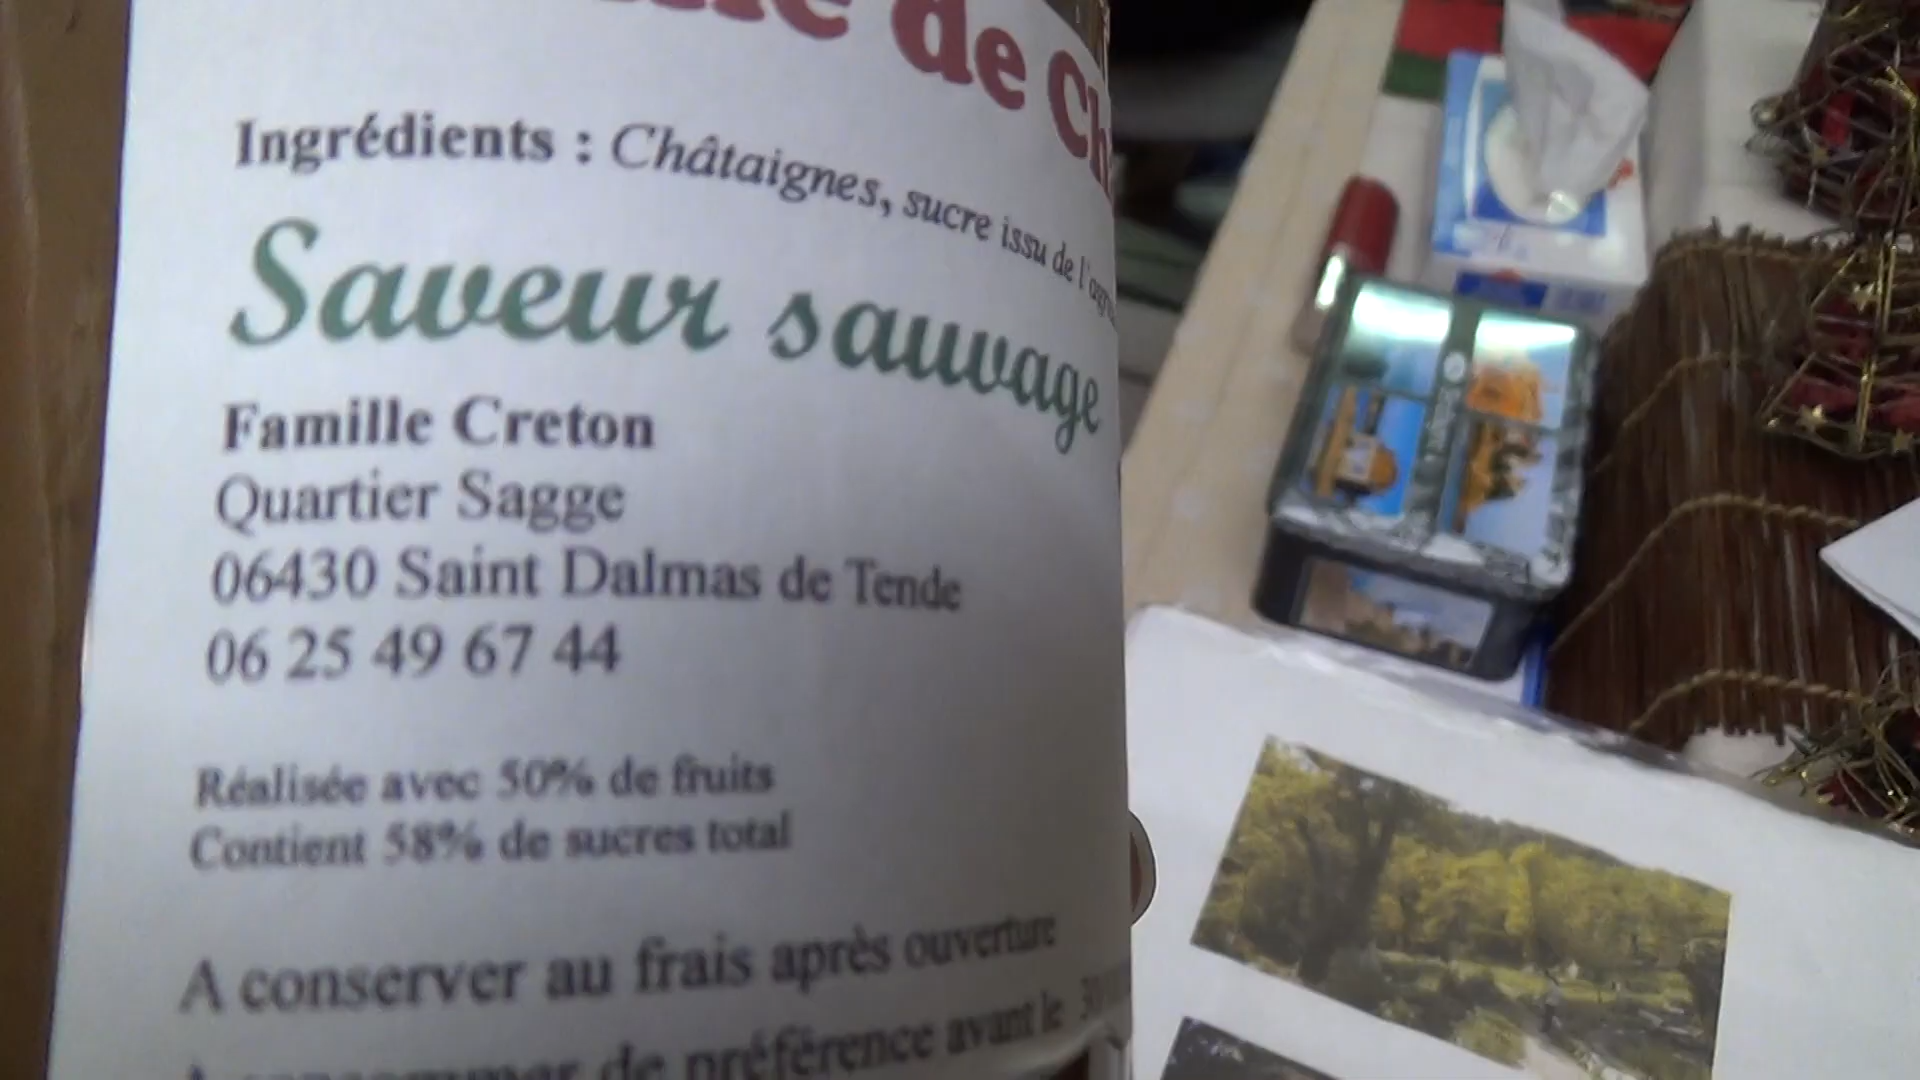 de
Ingrédients : Châtaignes, sucre issu de
Saveur sauvage
Famille Creton
Quartier Sagge
06430 Saint Dalmas de Tende
06 25 49 67 44
Réalisée avec 50% de fruits
Contient 58% de sucres total
A conserver au frais après ouverture
de préférence avant le